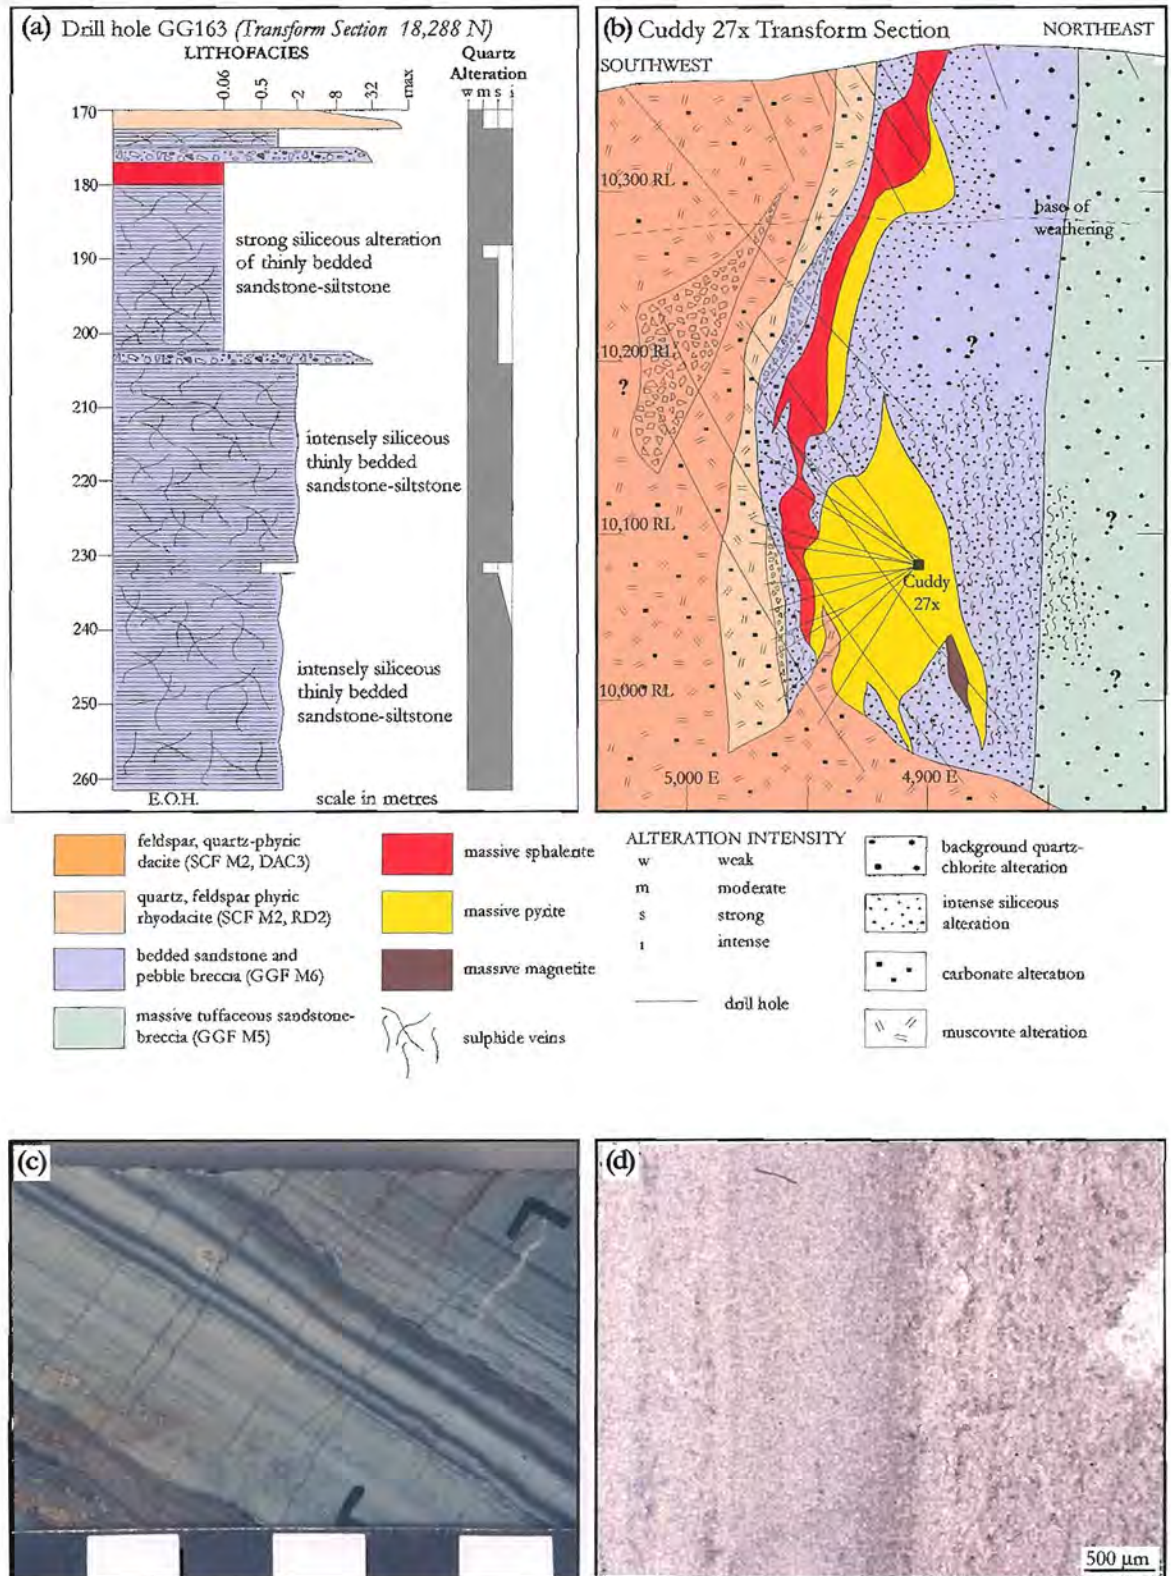 (a) Drill hole GG163 (Transform Section 18,288 N)
LITHOFACIES
0.06
0.5
2
8
32
max
Quartz
Alteration
w m s i
170
180
190
200
210
220
230
240
250
260
strong siliceous alteration
of thinly bedded
sandstone-siltstone
intensely siliceous
thinly bedded
sandstone-siltstone
intensely siliceous
thinly bedded
sandstone-siltstone
E.O.H.
scale in metres
(b) Cuddy 27x Transform Section
NORTHEAST
SOUTHWEST
10,300 RL
base of
weathering
10,200 RL
?
?
10,100 RL
?
Cuddy
27x
10,000 RL
?
5,000 E
4,900 E
feldspar, quartz-phyric
dacite (SCF M2, DAC3)
quartz, feldspar phyric
rhyodacite (SCF M2, RD2)
bedded sandstone and
pebble breccia (GGF M6)
massive tuffaceous sandstone-
breccia (GGF M5)
massive sphalerite
massive pyrite
massive magnetite
sulphide veins
ALTERATION INTENSITY
w weak
m moderate
s strong
i intense
drill hole
background quartz-
chlorite alteration
intense siliceous
alteration
carbonate alteration
muscovite alteration
(c)
(d)
500 µm